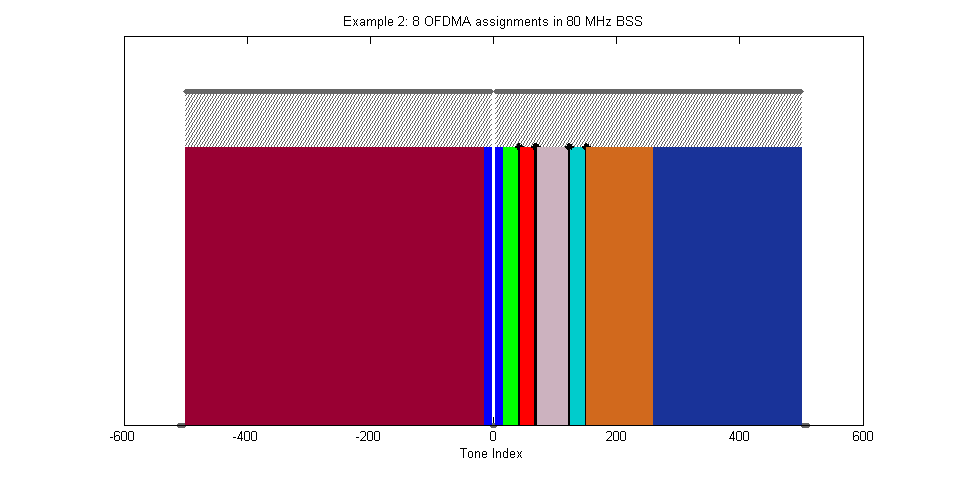 Example 2: 8 OFDMA assignments in 80 MHz BSS
-600 -400 -200 0 200 400 600
Tone Index